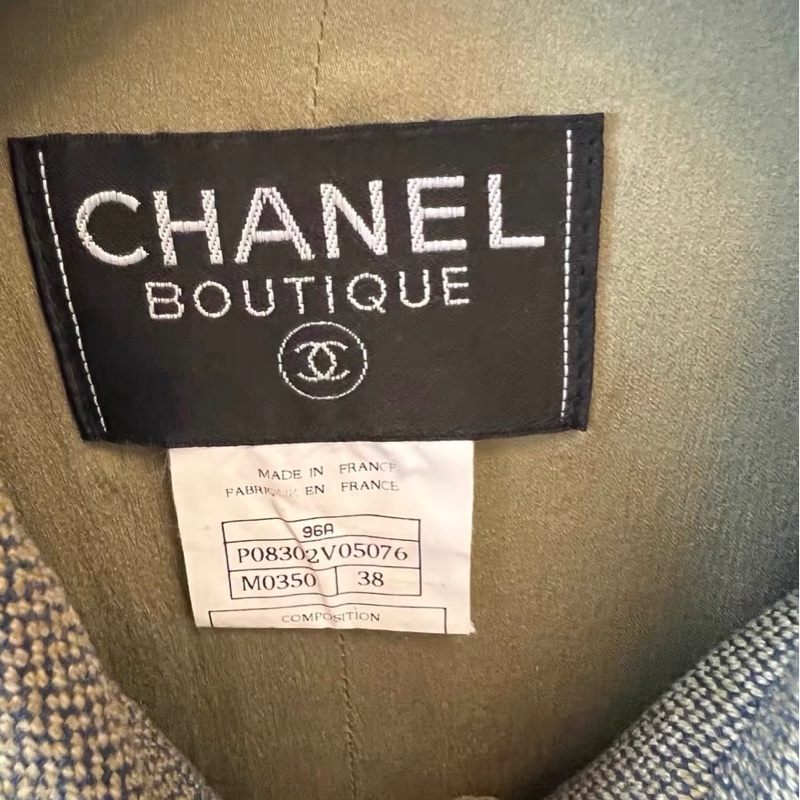 CHANEL
BOUTIQUE
MADE IN FRANCE
FABRIQUE EN FRANCE
96A
P08302V05076
M0350 38
COMPOSITION